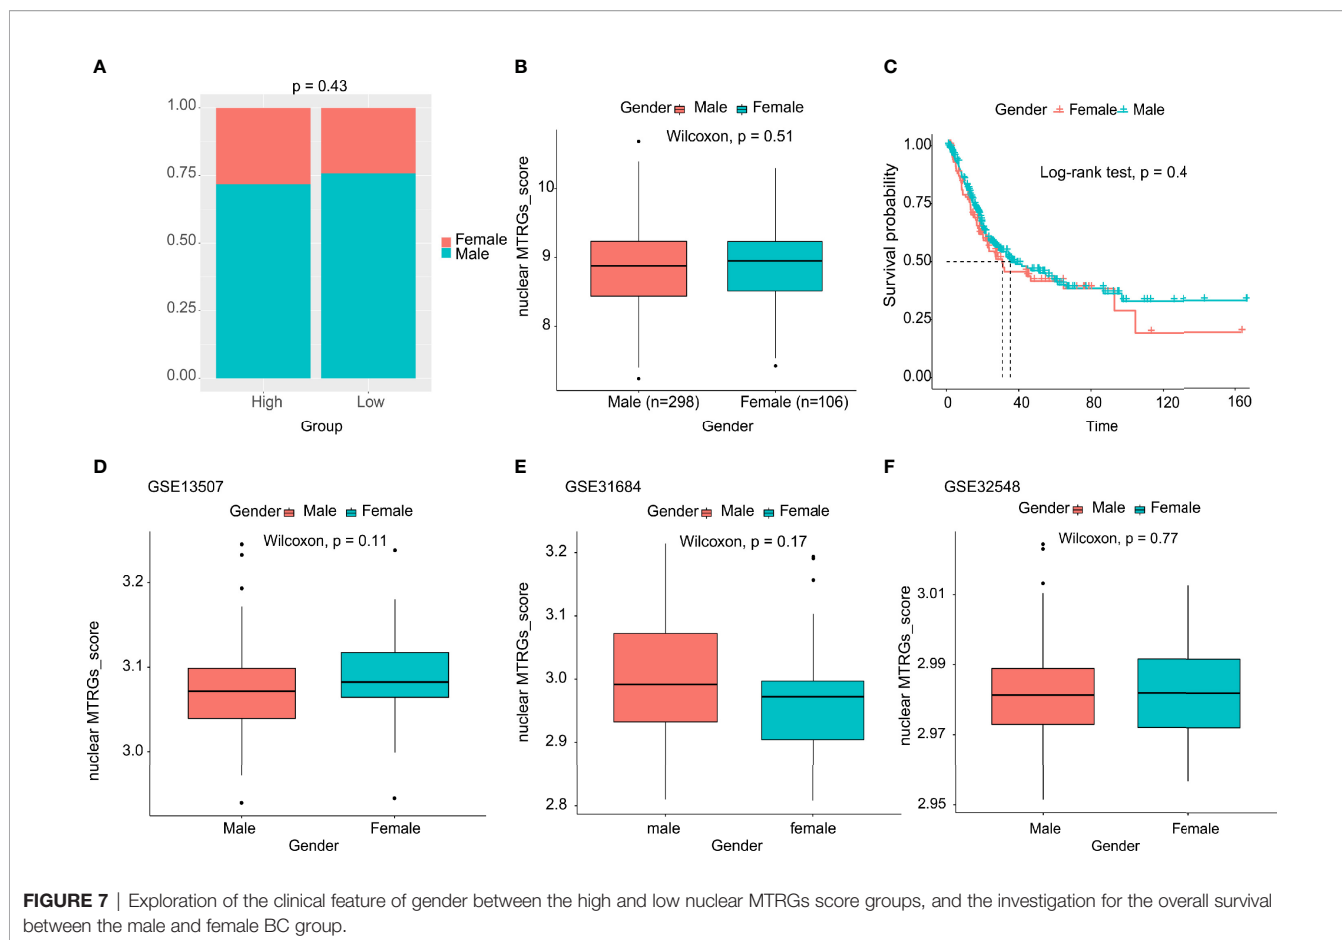 A
p = 0.43
1.00
0.75
0.50
0.25
0.00
High
Low
Group
Female
Male
B
Gender Male Female
Wilcoxon, p = 0.51
nuclear MTRGs_score
10
9
8
Male (n=298)
Female (n=106)
Gender
C
Gender Female Male
Log-rank test, p = 0.4
Survival probability
1.00
0.75
0.50
0.25
0.00
0
40
80
120
160
Time
D
GSE13507
Gender Male Female
Wilcoxon, p = 0.11
nuclear MTRGs_score
3.2
3.1
3.0
Male
Female
Gender
E
GSE31684
Gender Male Female
Wilcoxon, p = 0.17
nuclear MTRGs_score
3.2
3.1
3.0
2.9
2.8
male
female
Gender
F
GSE32548
Gender Male Female
Wilcoxon, p = 0.77
nuclear MTRGs_score
3.01
2.99
2.97
2.95
Male
Female
Gender
FIGURE 7 | Exploration of the clinical feature of gender between the high and low nuclear MTRGs score groups, and the investigation for the overall survival
between the male and female BC group.